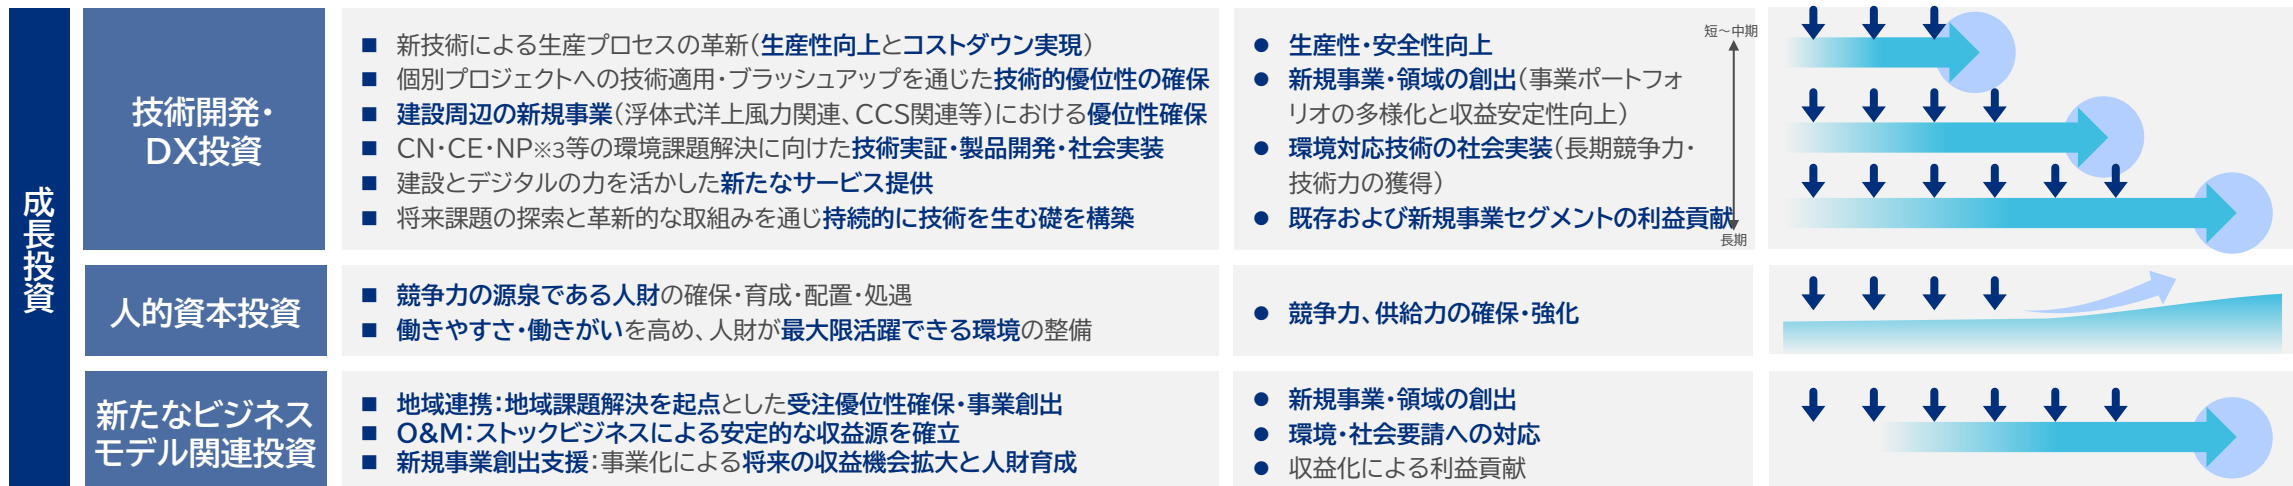 成長投資
技術開発・
DX投資
■ 新技術による生産プロセスの革新(生産性向上とコストダウン実現)
■ 個別プロジェクトへの技術適用・ブラッシュアップを通じた技術的優位性の確保
■ 建設周辺の新規事業(浮体式洋上風力関連、CCS関連等)における優位性確保
■ CN・CE・NP※3等の環境課題解決に向けた技術実証・製品開発・社会実装
■ 建設とデジタルの力を活かした新たなサービス提供
■ 将来課題の探索と革新的な取組みを通じ持続的に技術を生む礎を構築
● 生産性・安全性向上
● 新規事業・領域の創出(事業ポートフォ
リオの多様化と収益安定性向上)
● 環境対応技術の社会実装(長期競争力・
技術力の獲得)
● 既存および新規事業セグメントの利益貢献
短~中期
長期
人的資本投資
■ 競争力の源泉である人財の確保・育成・配置・処遇
■ 働きやすさ・働きがいを高め、人財が最大限活躍できる環境の整備
● 競争力、供給力の確保・強化
新たなビジネス
モデル関連投資
■ 地域連携:地域課題解決を起点とした受注優位性確保・事業創出
■ O&M:ストックビジネスによる安定的な収益源を確立
■ 新規事業創出支援:事業化による将来の収益機会拡大と人財育成
● 新規事業・領域の創出
● 環境・社会要請への対応
● 収益化による利益貢献